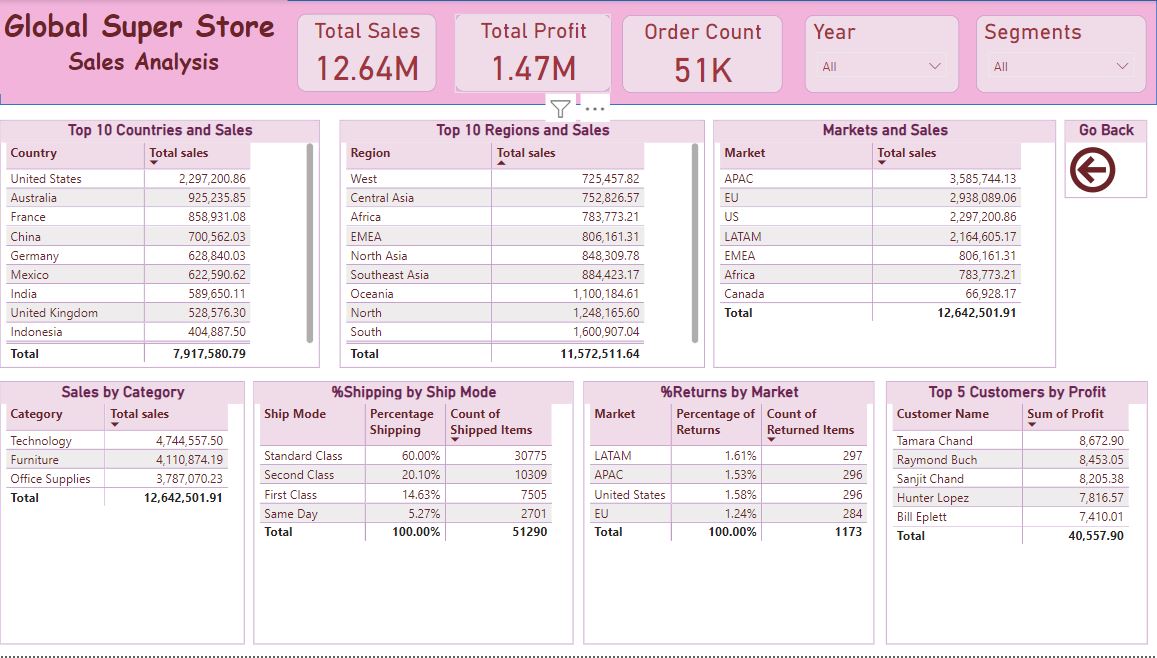 Global Super Store
Sales Analysis
Total Sales
12.64M
Total Profit
1.47M
Order Count
51K
Year
All
Segments
All
Top 10 Countries and Sales
Country Total sales
United States 2,297,200.86
Australia 925,235.85
France 858,931.08
China 700,562.03
Germany 628,840.03
Mexico 622,590.62
India 589,650.11
United Kingdom 528,576.30
Indonesia 404,887.50
Total 7,917,580.79
Top 10 Regions and Sales
Region Total sales
West 725,457.82
Central Asia 752,826.57
Africa 783,773.21
EMEA 806,161.31
North Asia 848,309.78
Southeast Asia 884,423.17
Oceania 1,100,184.61
North 1,248,165.60
South 1,600,907.04
Total 11,572,511.64
Markets and Sales
Market Total sales
APAC 3,585,744.13
EU 2,938,089.06
US 2,297,200.86
LATAM 2,164,605.17
EMEA 806,161.31
Africa 783,773.21
Canada 66,928.17
Total 12,642,501.91
Go Back
Sales by Category
Category Total sales
Technology 4,744,557.50
Furniture 4,110,874.19
Office Supplies 3,787,070.23
Total 12,642,501.91
%Shipping by Ship Mode
Ship Mode Percentage Count of
Shipping Shipped Items
Standard Class 60.00% 30775
Second Class 20.10% 10309
First Class 14.63% 7505
Same Day 5.27% 2701
Total 100.00% 51290
%Returns by Market
Market Percentage of Count of
Returns Returned Items
LATAM 1.61% 297
APAC 1.53% 296
United States 1.58% 296
EU 1.24% 284
Total 100.00% 1173
Top 5 Customers by Profit
Customer Name Sum of Profit
Tamara Chand 8,672.90
Raymond Buch 8,453.05
Sanjit Chand 8,205.38
Hunter Lopez 7,816.57
Bill Eplett 7,410.01
Total 40,557.90